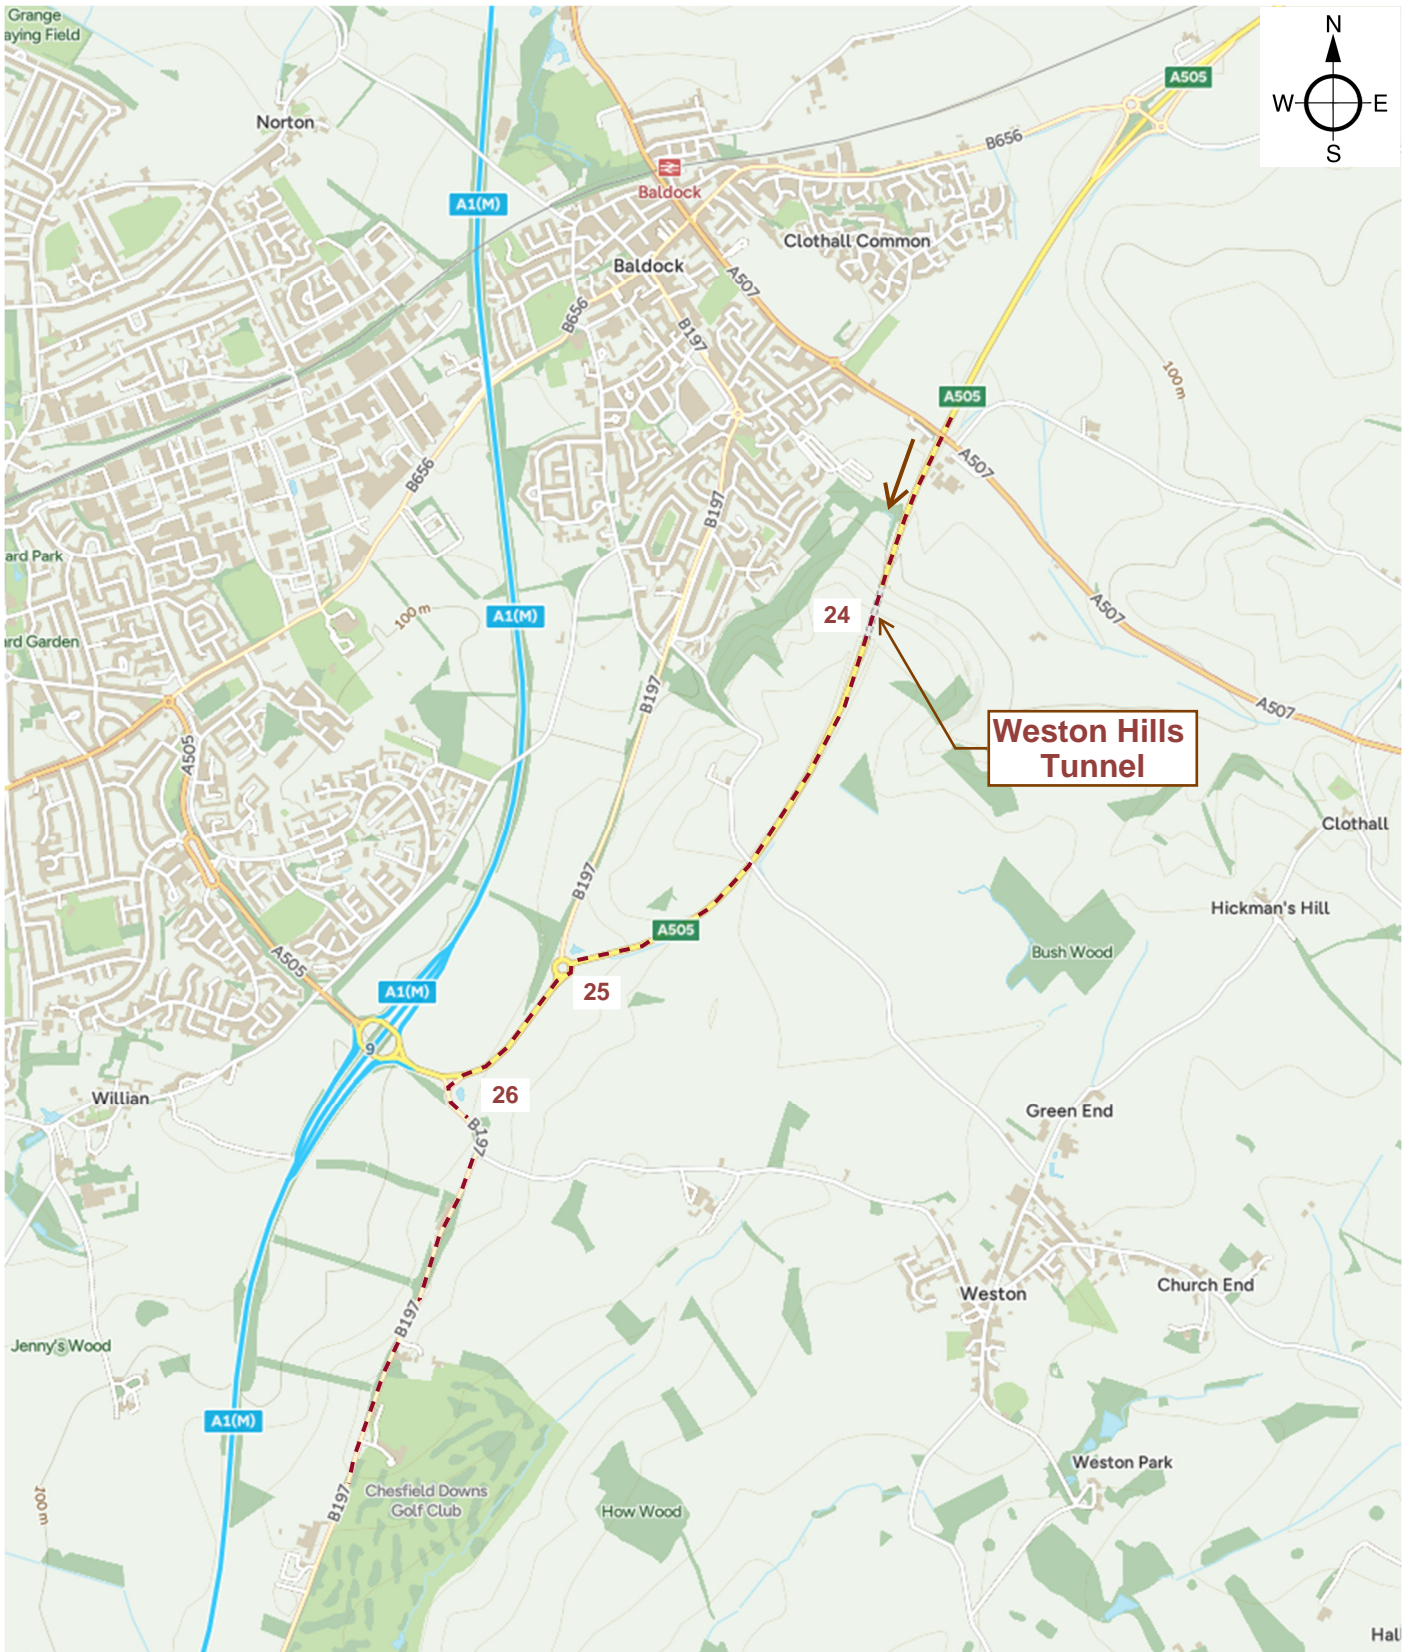 Grange
aying Field
N
A505
W
E
Norton
B656
S
Baldock
A1(M)
Clothall Common
Baldock
A507
B656
B197
100 m
A505
A507
B656
B197
ard Park
A1(M)
100 m
24
A507
ard Garden
B197
A507
Weston Hills
Tunnel
A505
Clothall
B197
Hickman's Hill
A505
Bush Wood
A505
A1(M)
25
9
Willian
26
Green End
B197
Church End
Weston
B197
Jenny's Wood
A1(M)
Weston Park
Chesfield Downs
Golf Club
B197
100 m
How Wood
Hal